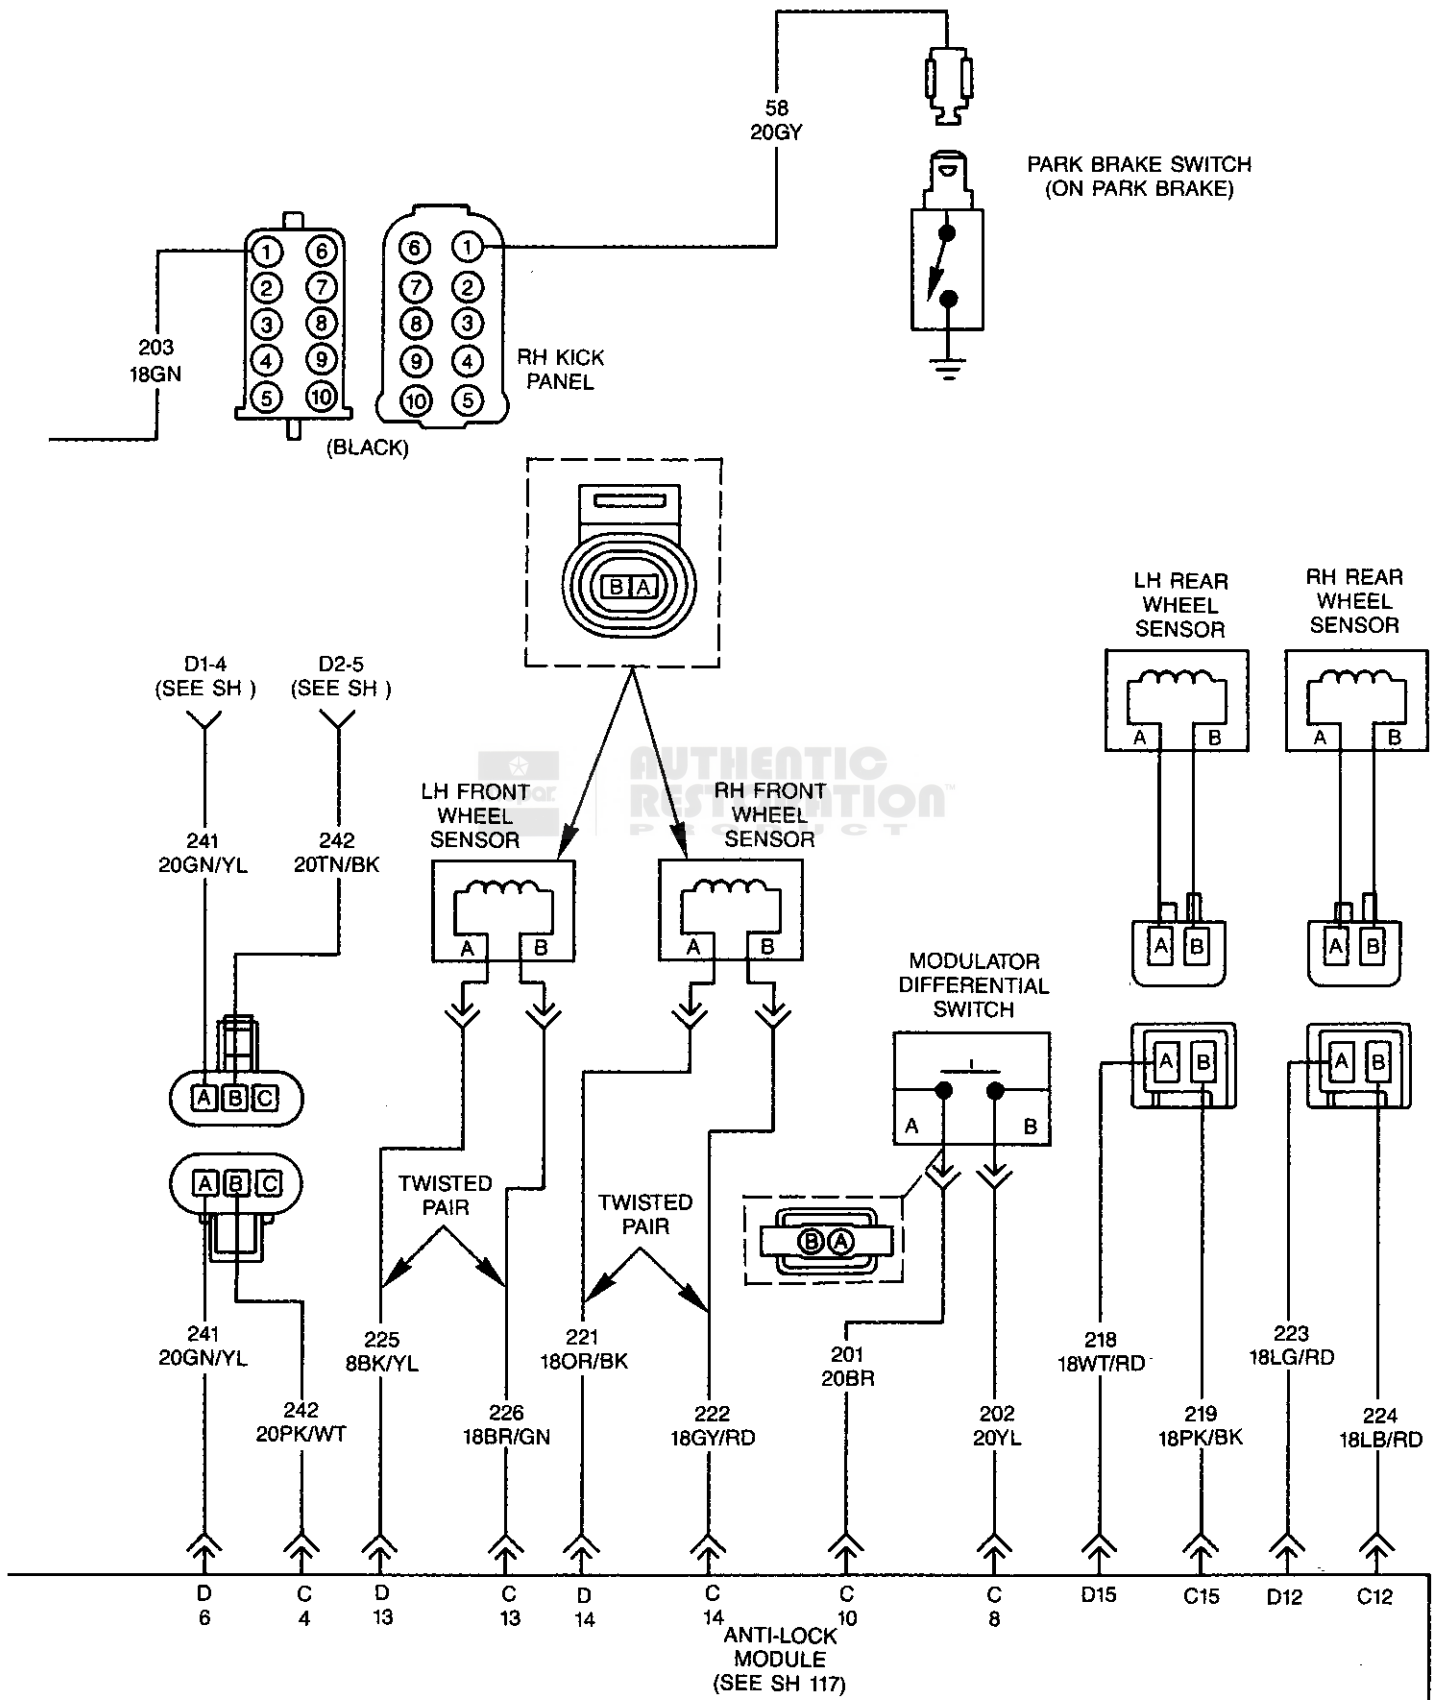 58
20GY
PARK BRAKE SWITCH
(ON PARK BRAKE)
1 6
2 7
3 8
4 9
5 10
6 1
7 2
8 3
9 4
10 5
203
18GN
RH KICK
PANEL
(BLACK)
B A
LH REAR
WHEEL
SENSOR
RH REAR
WHEEL
SENSOR
D1-4
(SEE SH )
D2-5
(SEE SH )
A B
A B
AUTHENTIC
RESTORATION™
PRODUCT
LH FRONT
WHEEL
SENSOR
RH FRONT
WHEEL
SENSOR
241
20GN/YL
242
20TN/BK
A B
A B
A B
A B
MODULATOR
DIFFERENTIAL
SWITCH
A B
A B
A B C
A B
A B C
TWISTED
PAIR
TWISTED
PAIR
B A
241
20GN/YL
242
20PK/WT
225
8BK/YL
226
18BR/GN
221
18OR/BK
222
18GY/RD
201
20BR
202
20YL
218
18WT/RD
219
18PK/BK
223
18LG/RD
224
18LB/RD
D
6
C
4
D
13
C
13
D
14
C
14
C
10
C
8
D15
C15
D12
C12
ANTI-LOCK
MODULE
(SEE SH 117)